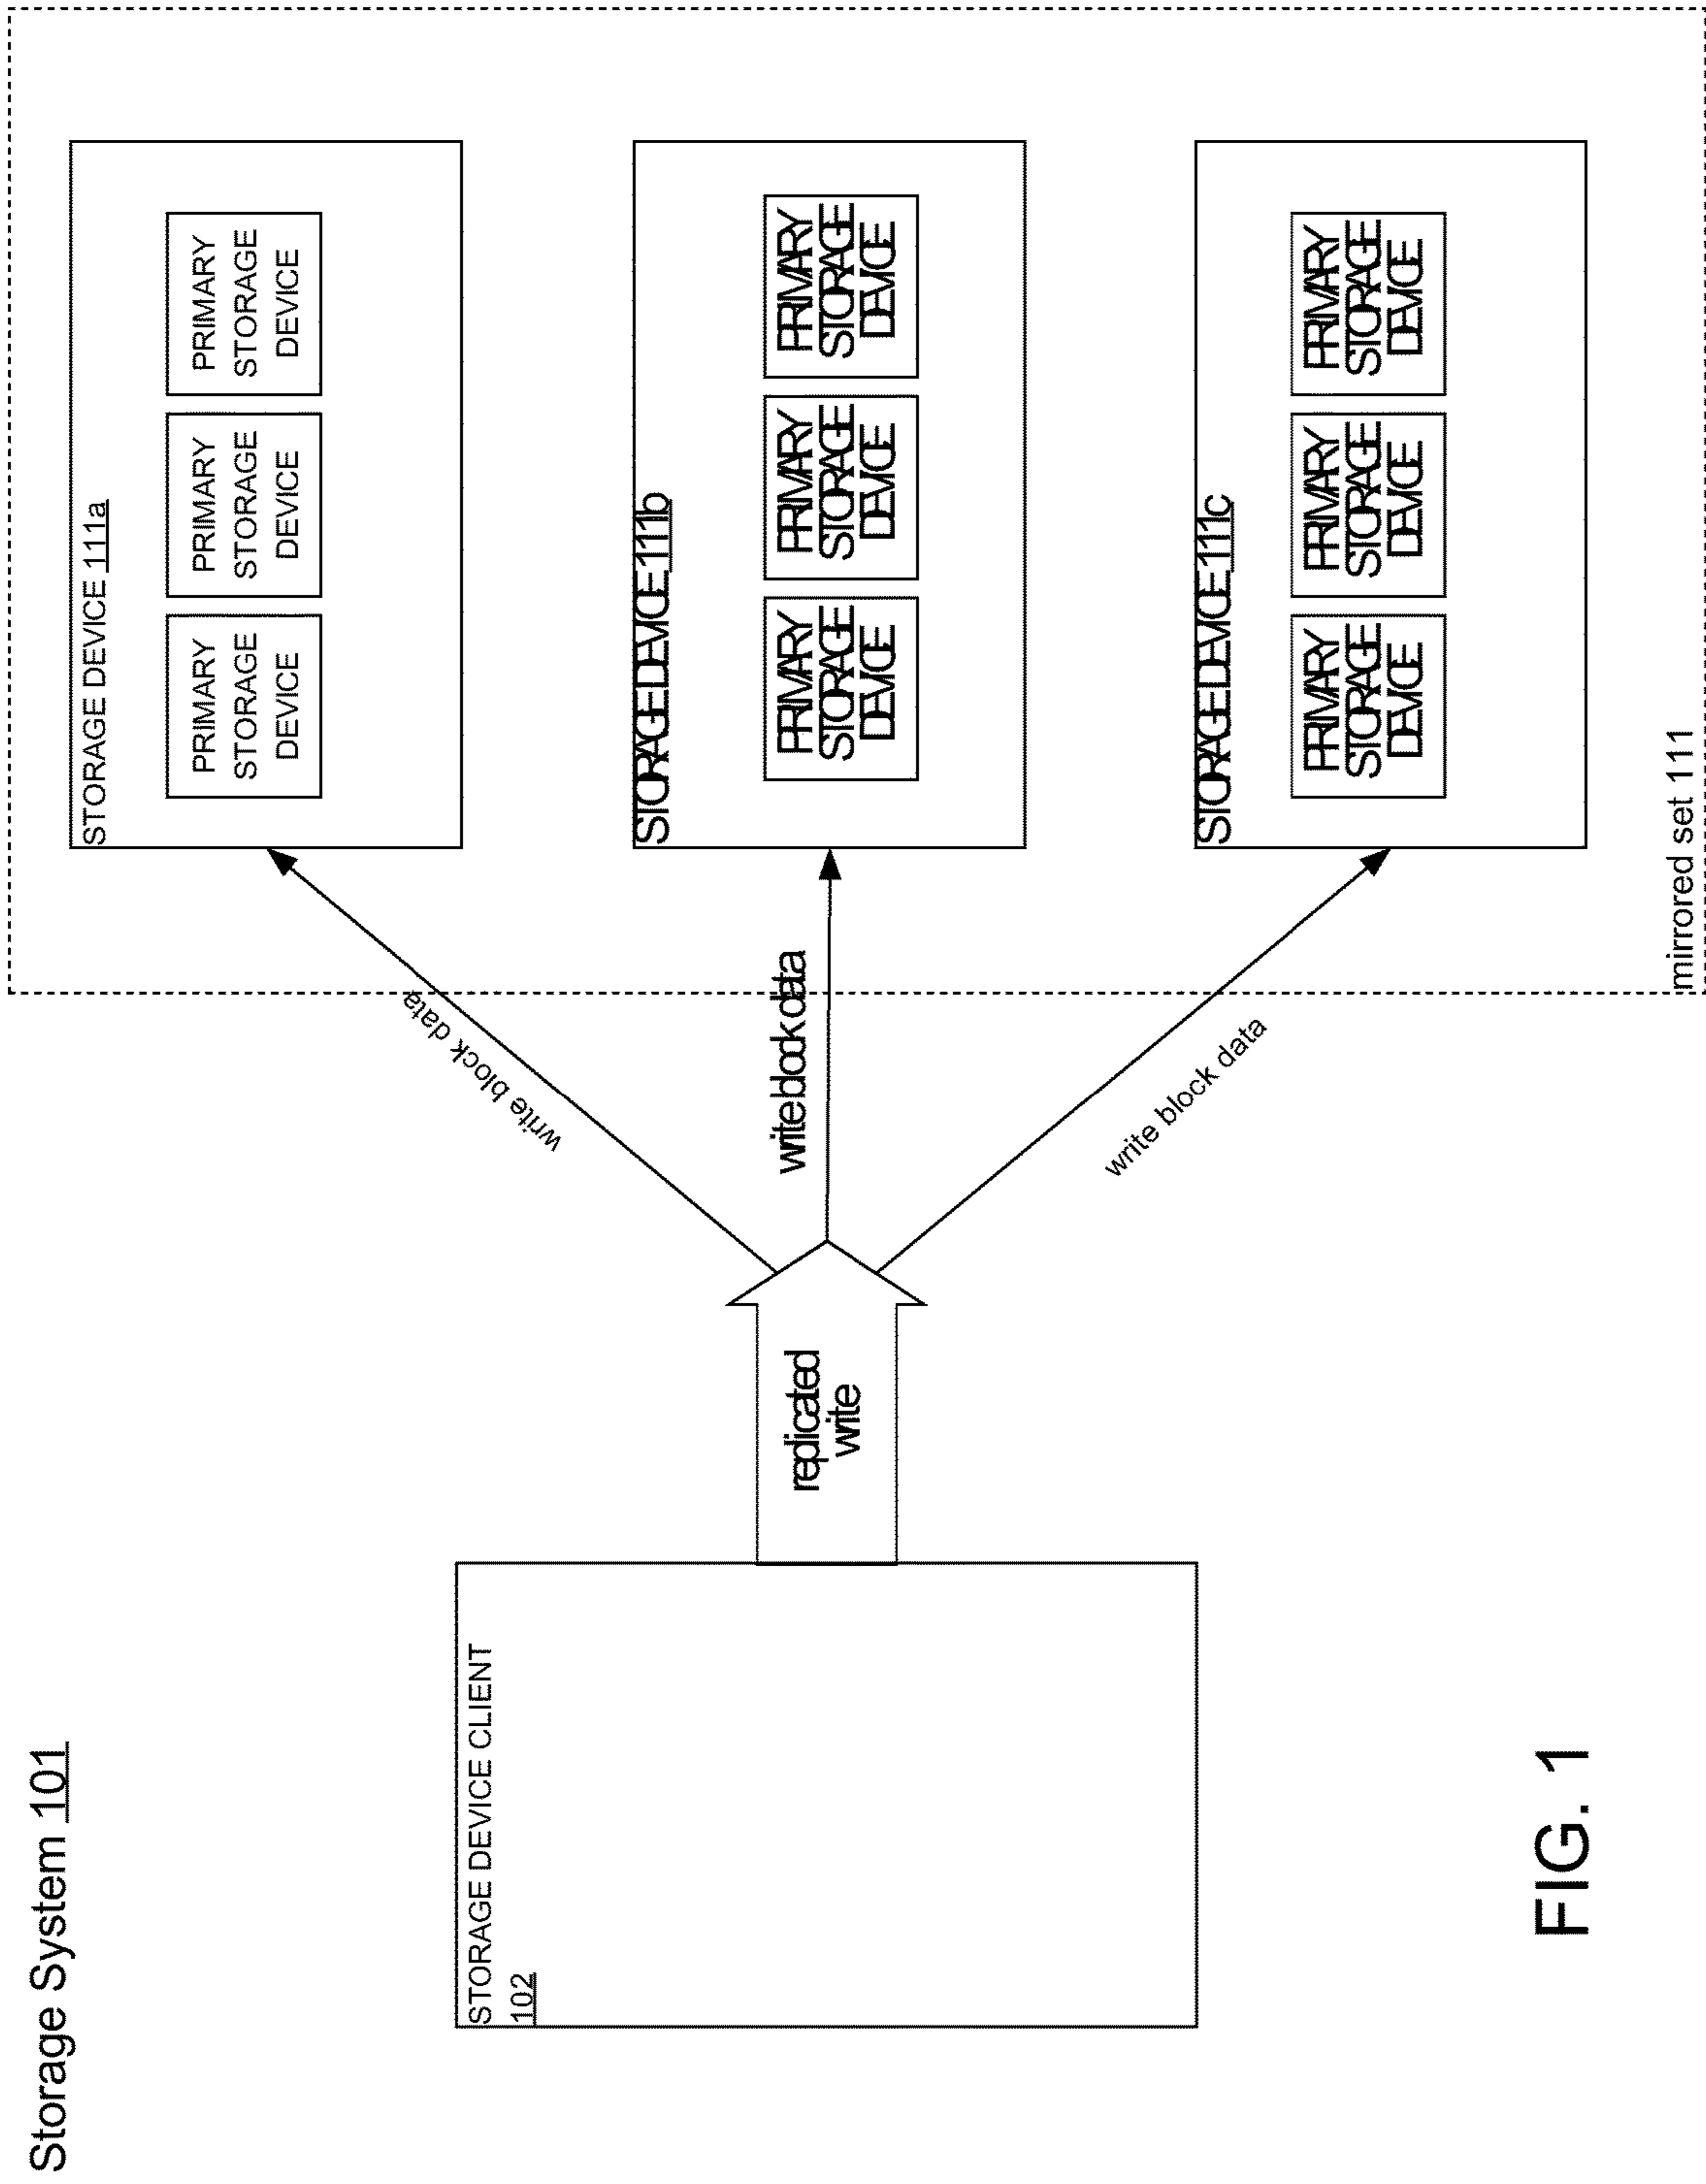 Storage System 101
STORAGE DEVICE CLIENT
102
replicated
write
write block data
write block data
write block data
STORAGE DEVICE 111a
PRIMARY
STORAGE
DEVICE
PRIMARY
STORAGE
DEVICE
PRIMARY
STORAGE
DEVICE
STORAGE DEVICE 111b
PRIMARY
STORAGE
DEVICE
PRIMARY
STORAGE
DEVICE
PRIMARY
STORAGE
DEVICE
STORAGE DEVICE 111c
PRIMARY
STORAGE
DEVICE
PRIMARY
STORAGE
DEVICE
PRIMARY
STORAGE
DEVICE
mirrored set 111
FIG. 1